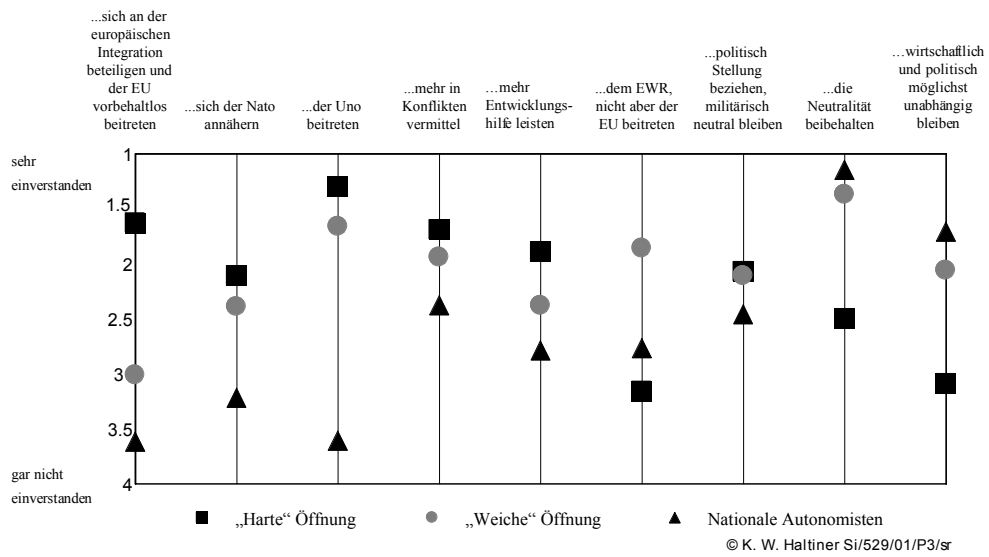 ...sich an der
europäischen
Integration
beteiligen und
der EU
vorbehaltlos
beitreten
...sich der Nato
annähern
...der Uno
beitreten
...mehr in
Konflikten
vermittel
...mehr
Entwicklungs-
hilfe leisten
...dem EWR,
nicht aber der
EU beitreten
...politisch
Stellung
beziehen,
militärisch
neutral bleiben
...die
Neutralität
beibehalten
...wirtschaftlich
und politisch
möglichst
unabhängig
bleiben
sehr
einverstanden
1
1.5
2
2.5
3
3.5
4
gar nicht
einverstanden
„Harte“ Öffnung
„Weiche“ Öffnung
Nationale Autonomisten
© K. W. Haltiner Si/529/01/P3/sr